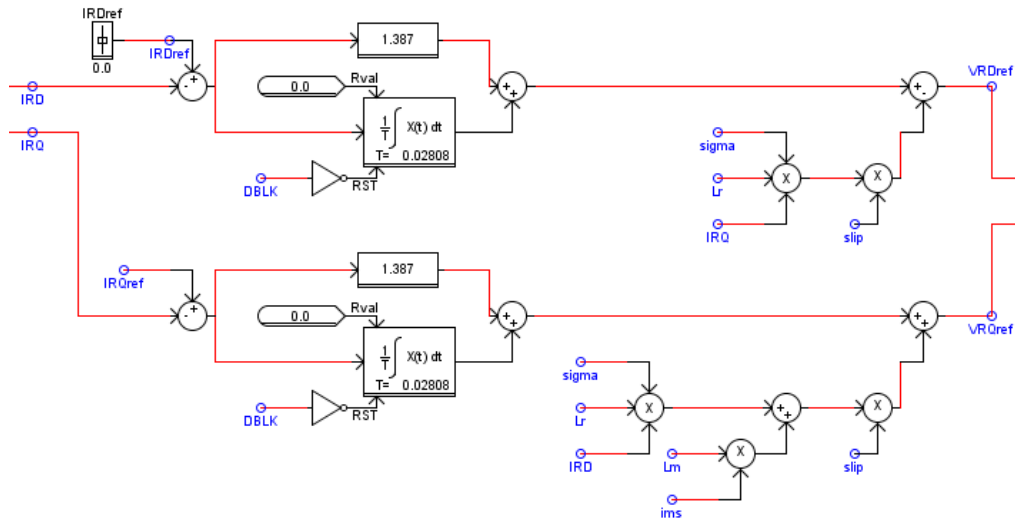 IRDref
0.0
IRDref
IRD
IRQ
- +
1.387
Rval
0.0
1/T ∫ X(t) dt
T= 0.02808
DBLK
RST
+ +
sigma
Lr
IRQ
X
X
slip
+ -
VRDref
IRQref
- +
1.387
Rval
0.0
1/T ∫ X(t) dt
T= 0.02808
DBLK
RST
+ +
sigma
Lr
IRD
X
Lm
ims
X
+ +
X
slip
+ +
VRQref